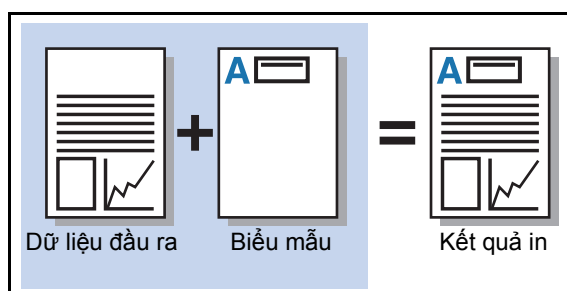 A
A
Dữ liệu đầu ra
Biểu mẫu
Kết quả in